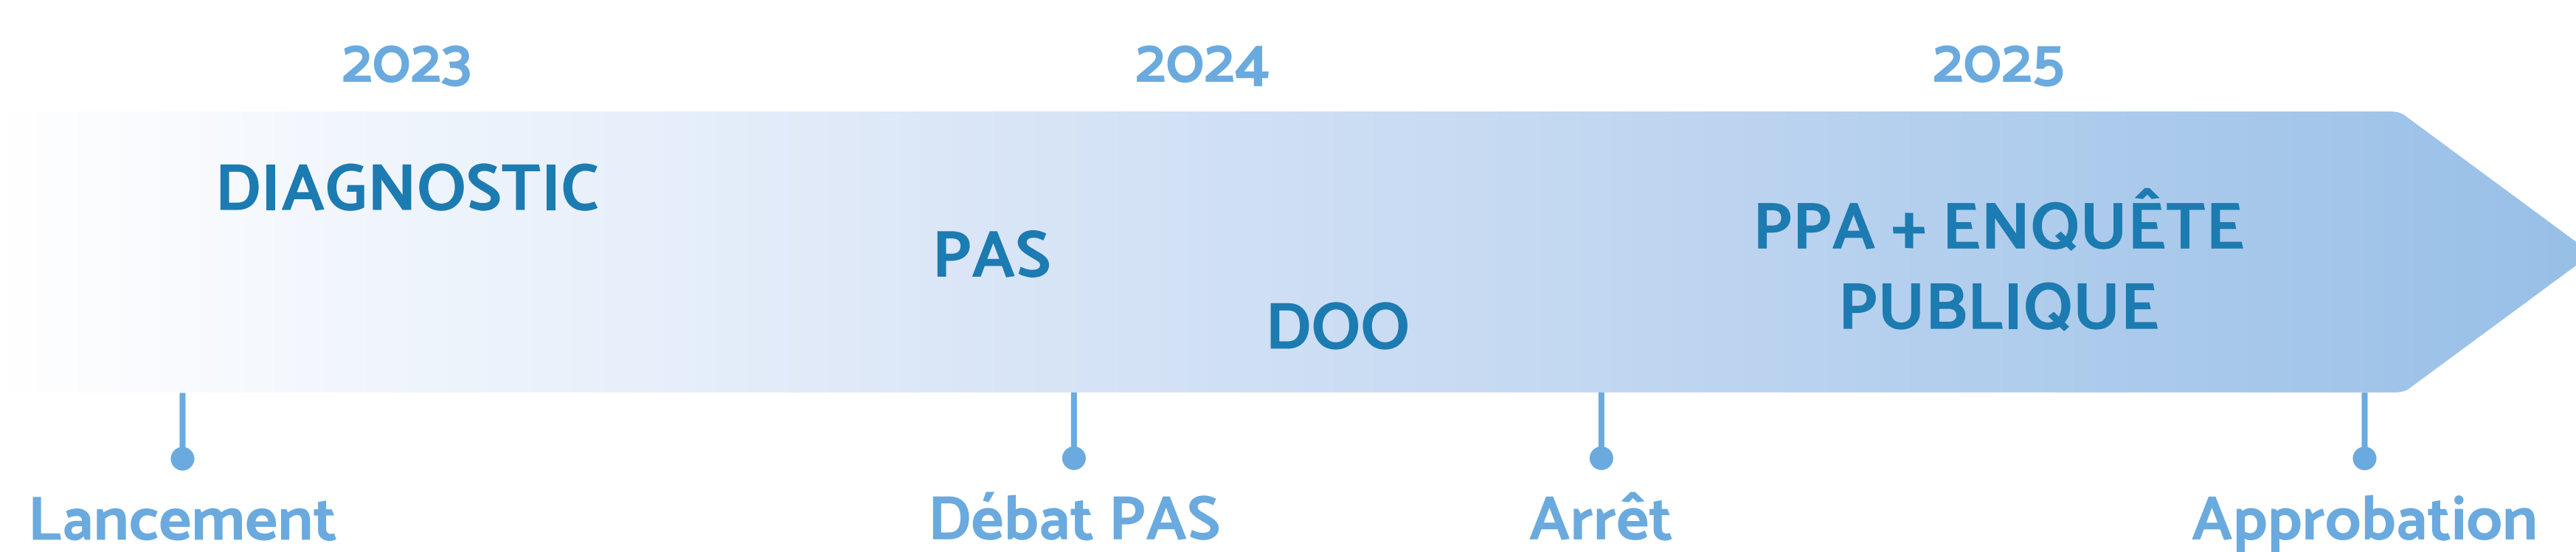 2023
2024
2025
DIAGNOSTIC
PAS
DOO
PPA + ENQUÊTE
PUBLIQUE
Lancement
Débat PAS
Arrêt
Approbation